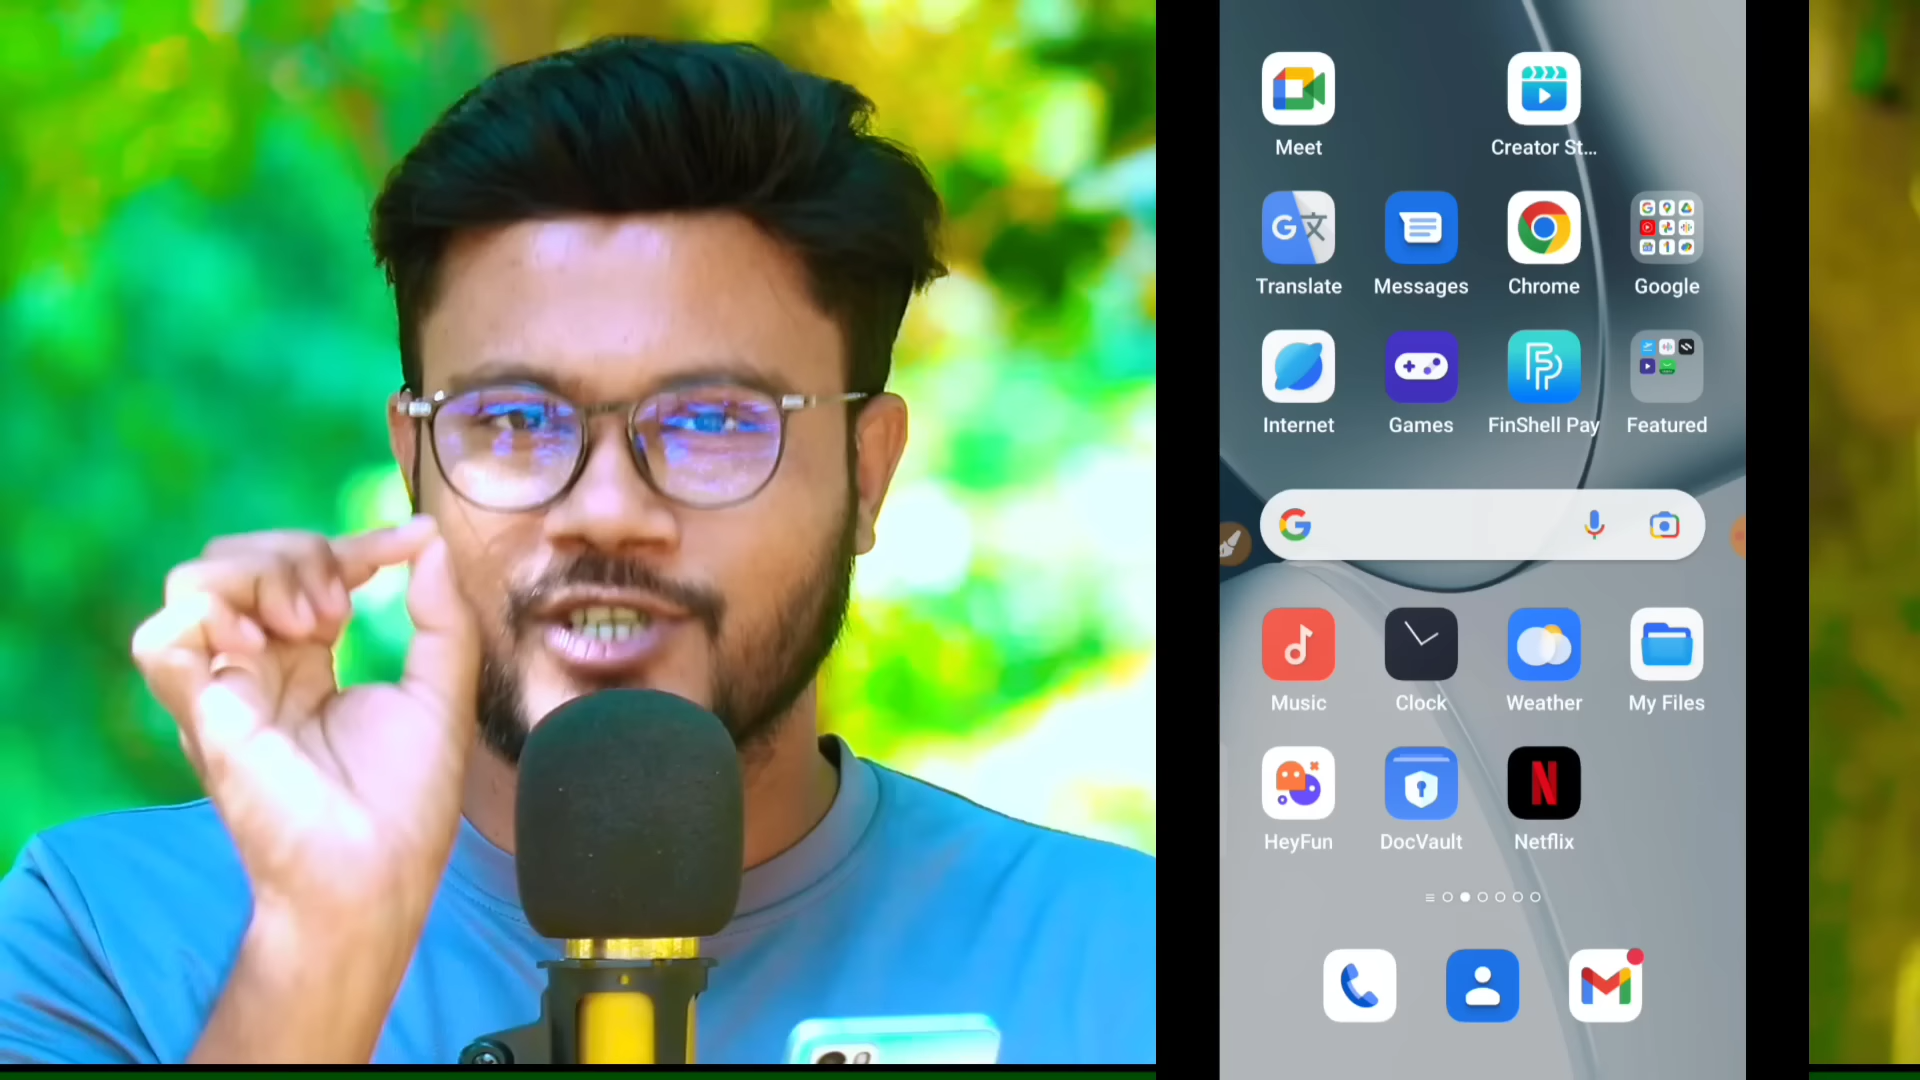 Meet Creator St...
Translate Messages Chrome Google
Internet Games FinShell Pay Featured
Music Clock Weather My Files
HeyFun DocVault Netflix